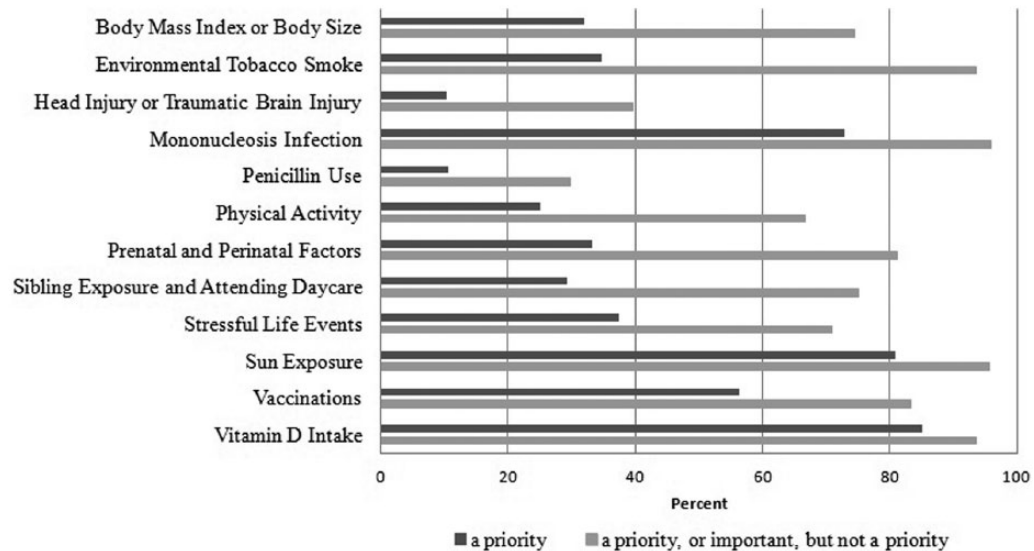 Body Mass Index or Body Size
Environmental Tobacco Smoke
Head Injury or Traumatic Brain Injury
Mononucleosis Infection
Penicillin Use
Physical Activity
Prenatal and Perinatal Factors
Sibling Exposure and Attending Daycare
Stressful Life Events
Sun Exposure
Vaccinations
Vitamin D Intake
0 20 40 60 80 100
Percent
a priority a priority, or important, but not a priority